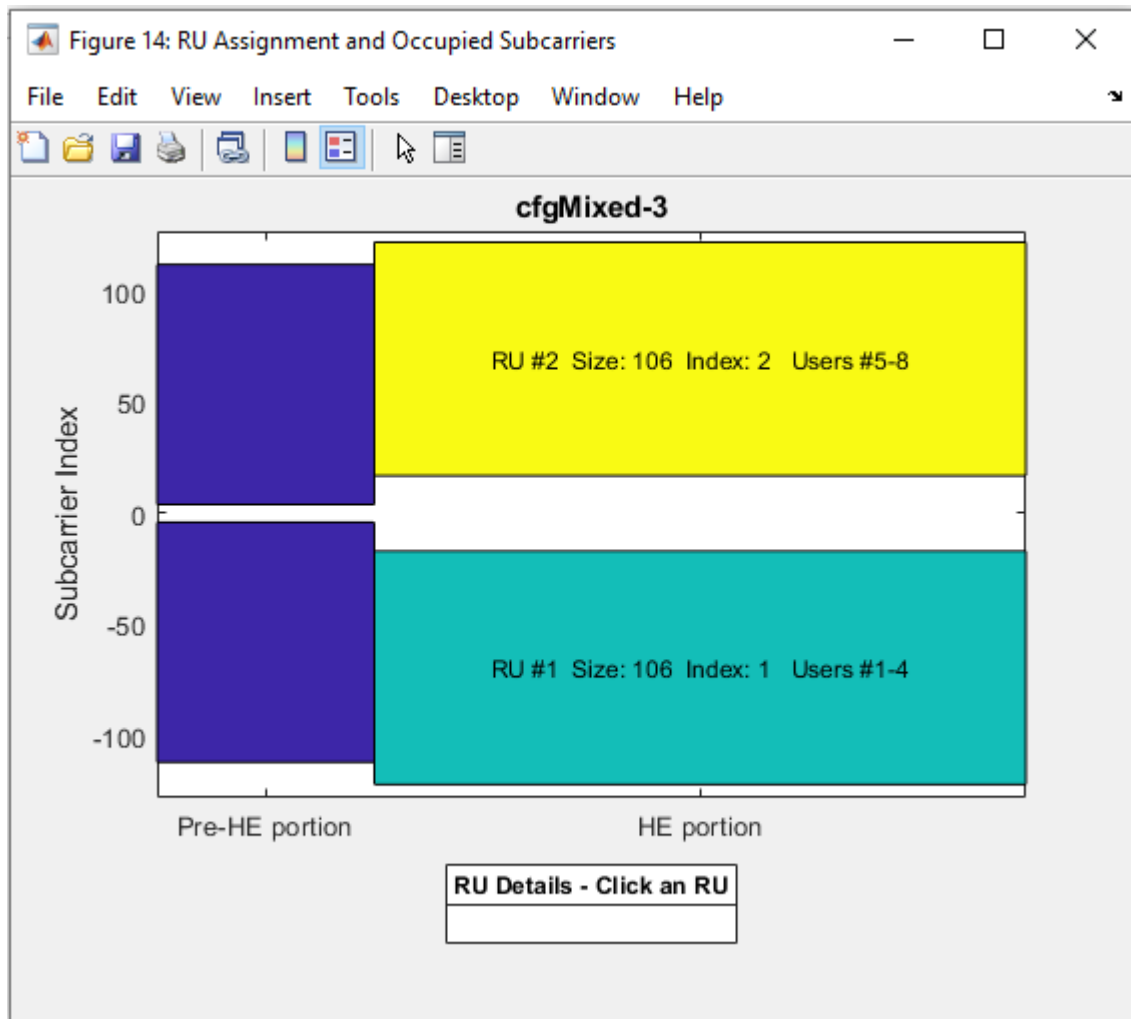 Figure 14: RU Assignment and Occupied Subcarriers
File Edit View Insert Tools Desktop Window Help
cfgMixed-3
Subcarrier Index
100
50
0
-50
-100
RU #2 Size: 106 Index: 2 Users #5-8
RU #1 Size: 106 Index: 1 Users #1-4
Pre-HE portion
HE portion
RU Details - Click an RU